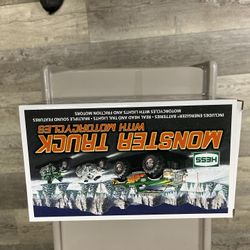 HESS
MONSTER TRUCK
WITH MOTORCYCLES
INCLUDES ENERGIZER® BATTERIES • REAL HEAD AND TAIL LIGHTS • MULTIPLE SOUND FEATURES
MOTORCYCLES WITH LIGHTS AND FRICTION MOTORS